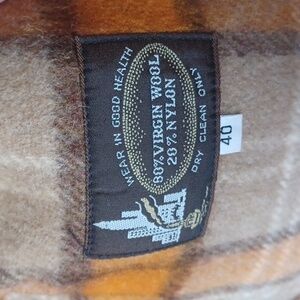 WEAR IN GOOD HEALTH
80% VIRGIN WOOL
20% NYLON
DRY CLEAN ONLY
40